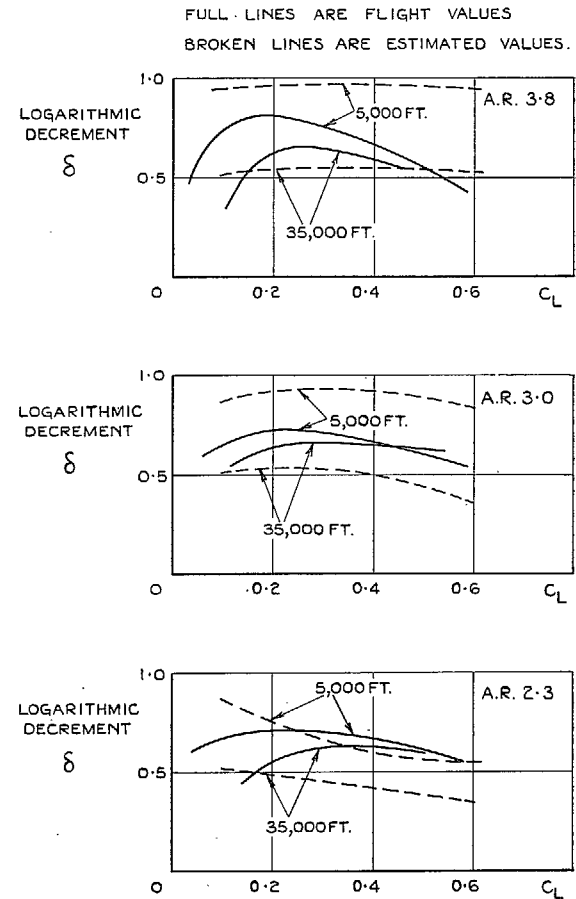 FULL LINES ARE FLIGHT VALUES
BROKEN LINES ARE ESTIMATED VALUES.
1·0
A.R. 3·8
LOGARITHMIC
DECREMENT
δ
5,000 FT.
0·5
35,000 FT.
0
0·2
0·4
0·6
CL
1·0
A.R. 3·0
LOGARITHMIC
DECREMENT
δ
5,000 FT.
0·5
35,000 FT.
0
0·2
0·4
0·6
CL
1·0
A.R. 2·3
5,000 FT.
LOGARITHMIC
DECREMENT
δ
0·5
35,000 FT.
0
0·2
0·4
0·6
CL